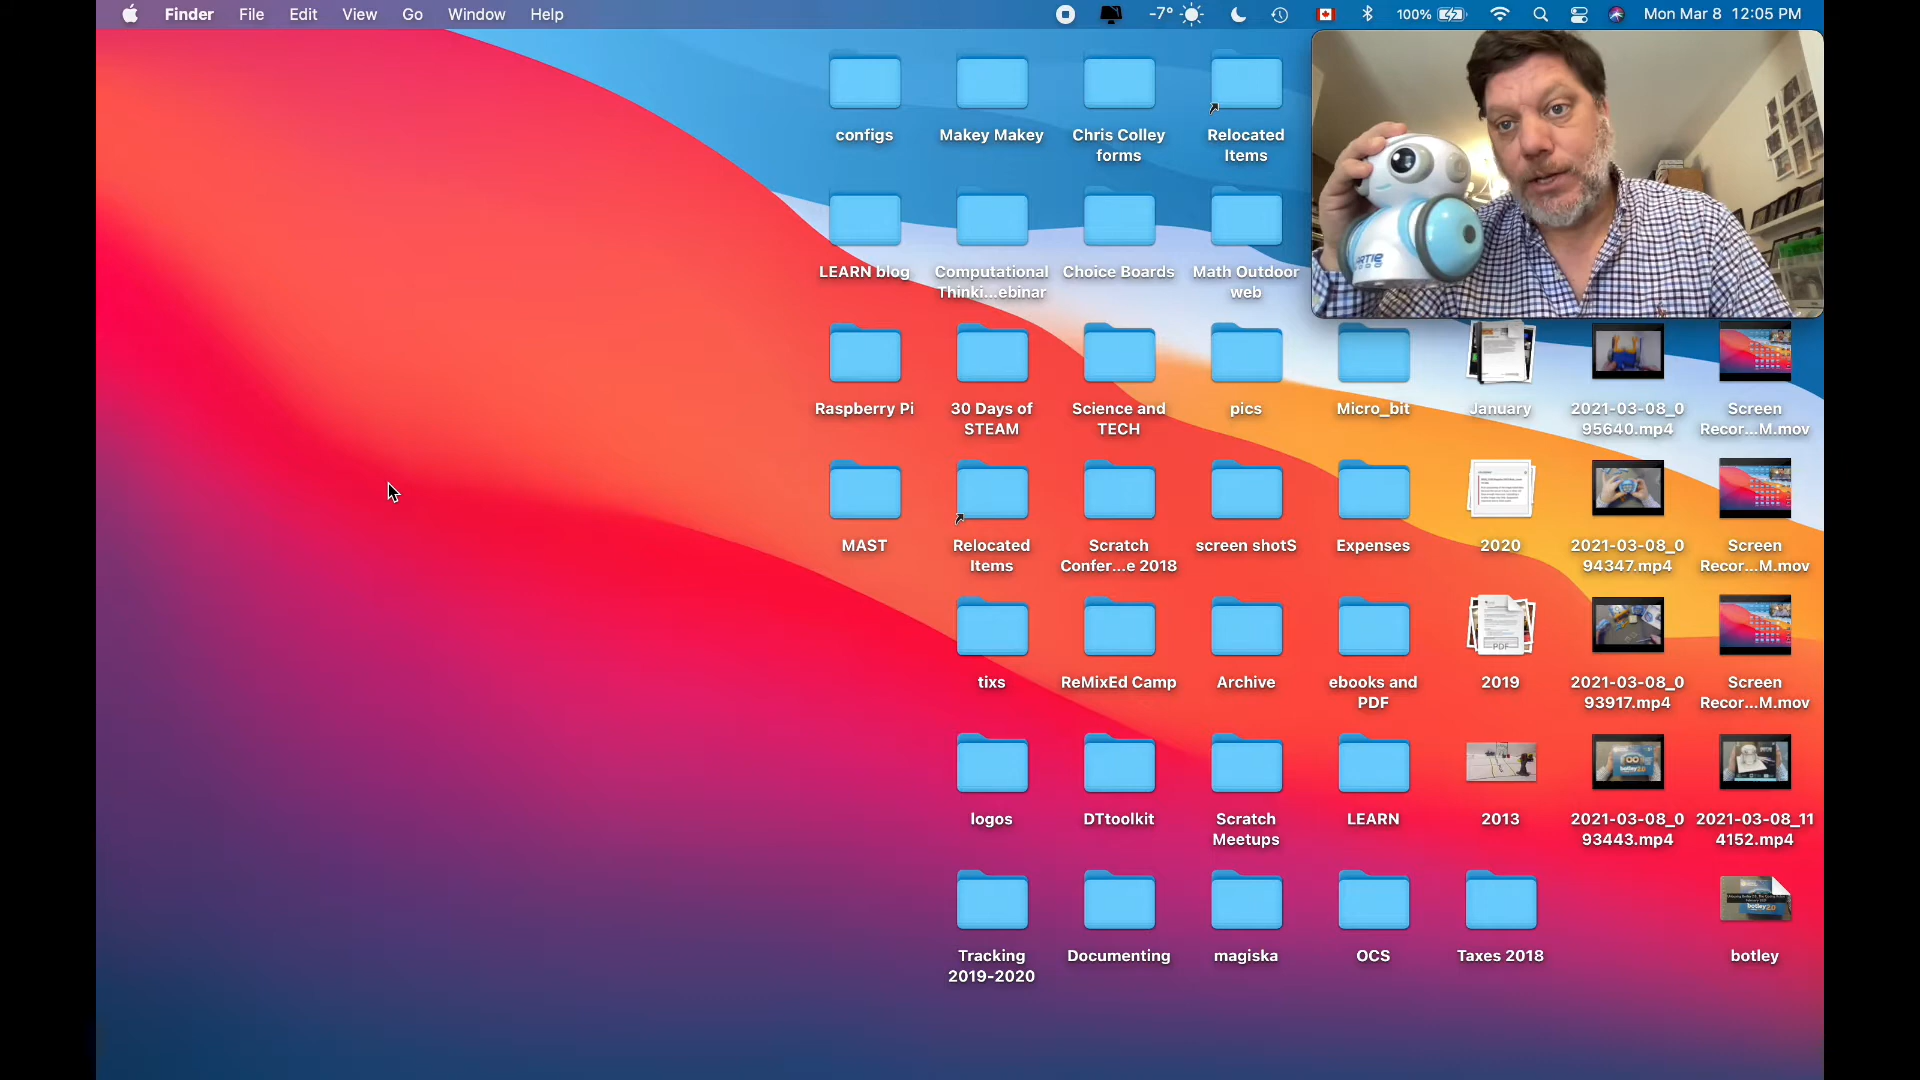 Finder File Edit View Go Window Help -7° 100% Mon Mar 8 12:05 PM
configs
Makey Makey
Chris Colley
forms
Relocated
Items
LEARN blog
Computational
Thinki...ebinar
Choice Boards
Math Outdoor
web
Raspberry Pi
30 Days of
STEAM
Science and
TECH
pics
Micro_bit
January
2021-03-08_0
95640.mp4
Screen
Recor...M.mov
MAST
Relocated
Items
Scratch
Confer...e 2018
screen shotS
Expenses
2020
2021-03-08_0
94347.mp4
Screen
Recor...M.mov
tixs
ReMixEd Camp
Archive
ebooks and
PDF
PDF
2019
2021-03-08_0
93917.mp4
Screen
Recor...M.mov
logos
DTtoolkit
Scratch
Meetups
LEARN
2013
botley2.0
2021-03-08_0
93443.mp4
2021-03-08_11
4152.mp4
Tracking
2019-2020
Documenting
magiska
OCS
Taxes 2018
botley2.0
botley